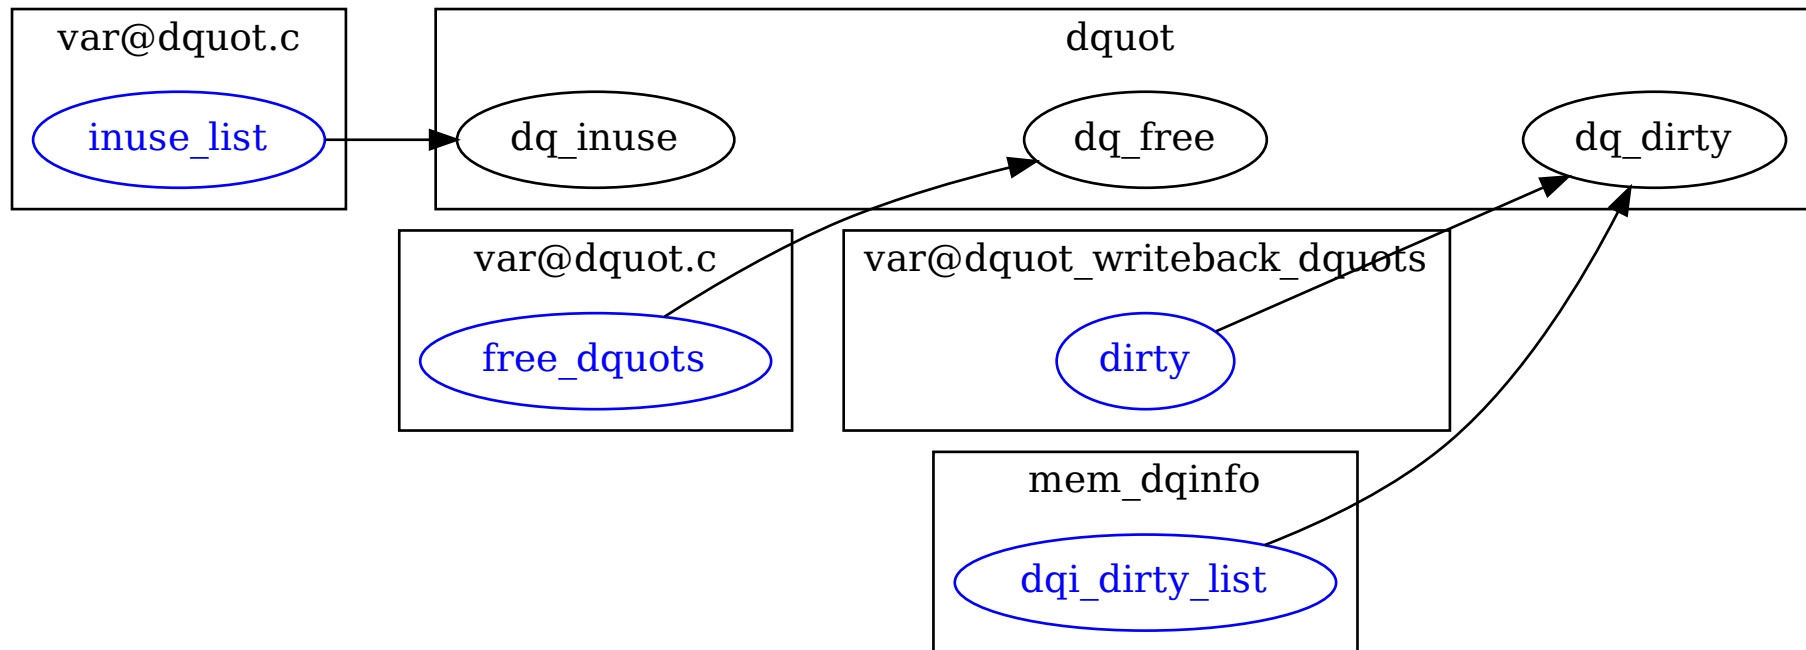 var@dquot.c
inuse_list
dquot
dq_inuse
dq_free
dq_dirty
var@dquot.c
free_dquots
var@dquot_writeback_dquots
dirty
mem_dqinfo
dqi_dirty_list